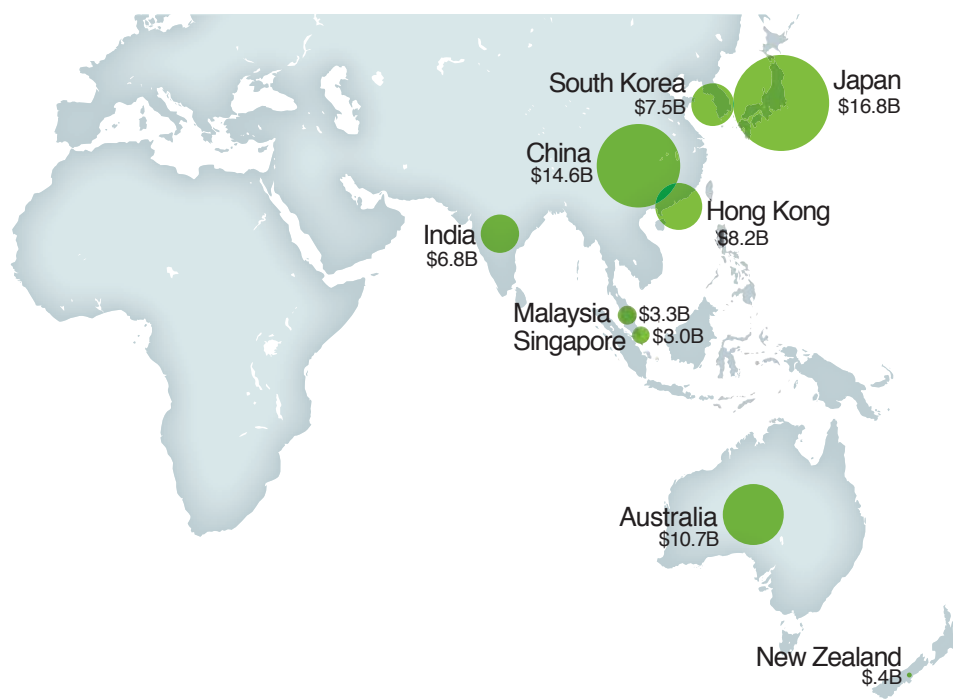 South Korea
$7.5B
Japan
$16.8B
China
$14.6B
Hong Kong
$8.2B
India
$6.8B
Malaysia $3.3B
Singapore $3.0B
Australia
$10.7B
New Zealand
$.4B